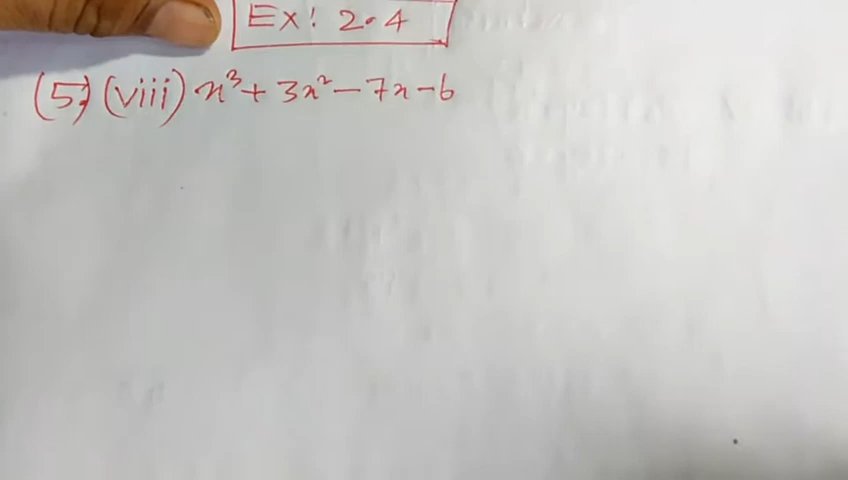 Ex: 2.4
(5) (viii) x³ + 3x² - 7x - 6